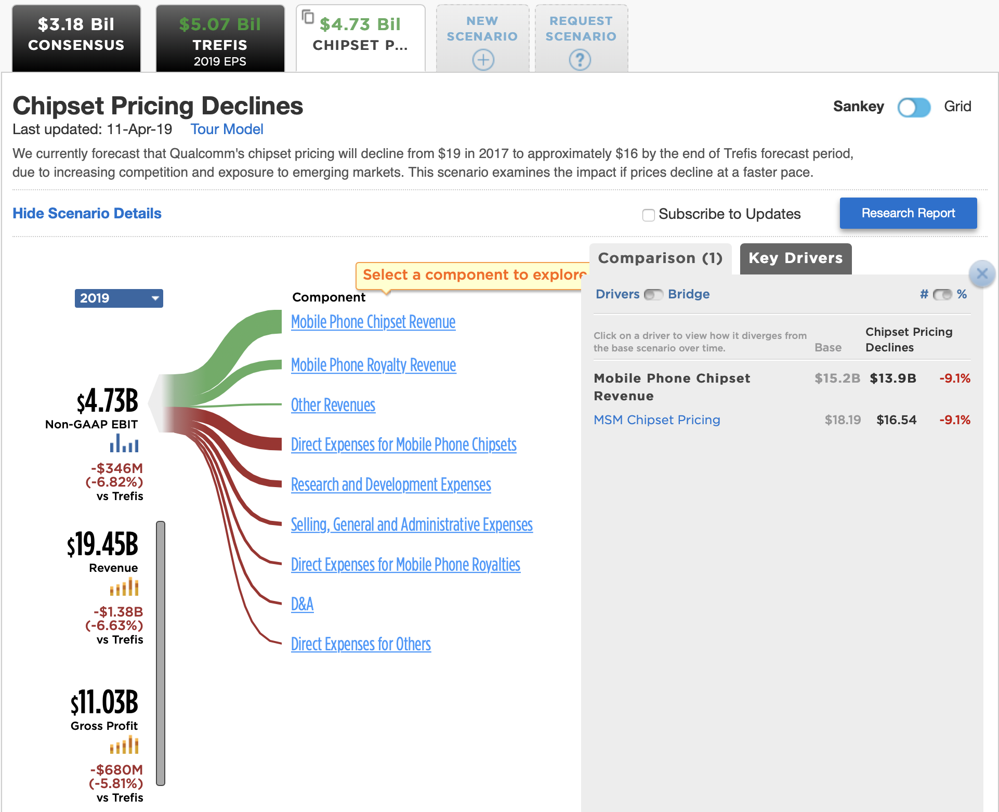 $3.18 Bil
CONSENSUS
$5.07 Bil
TREFIS
2019 EPS
$4.73 Bil
CHIPSET P...
NEW
SCENARIO
REQUEST
SCENARIO
?
Chipset Pricing Declines
Sankey
Grid
Last updated: 11-Apr-19
Tour Model
We currently forecast that Qualcomm's chipset pricing will decline from $19 in 2017 to approximately $16 by the end of Trefis forecast period,
due to increasing competition and exposure to emerging markets. This scenario examines the impact if prices decline at a faster pace.
Hide Scenario Details
Subscribe to Updates
Research Report
2019
$4.73B
Non-GAAP EBIT
-$346M
(-6.82%)
vs Trefis
$19.45B
Revenue
-$1.38B
(-6.63%)
vs Trefis
$11.03B
Gross Profit
-$680M
(-5.81%)
vs Trefis
Select a component to explore
Component
Mobile Phone Chipset Revenue
Mobile Phone Royalty Revenue
Other Revenues
Direct Expenses for Mobile Phone Chipsets
Research and Development Expenses
Selling, General and Administrative Expenses
Direct Expenses for Mobile Phone Royalties
D&A
Direct Expenses for Others
Comparison (1)
Key Drivers
Drivers
Bridge
# %
Click on a driver to view how it diverges from
the base scenario over time.
Base
Chipset Pricing
Declines
Mobile Phone Chipset
Revenue
$15.2B $13.9B -9.1%
MSM Chipset Pricing $18.19 $16.54 -9.1%